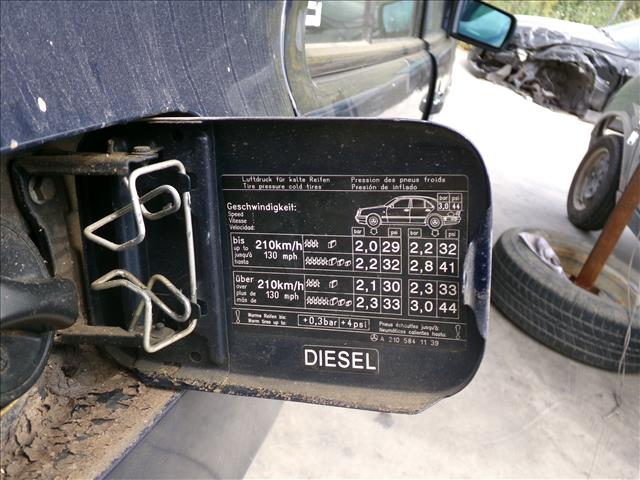 Luftdruck für kalte Reifen Pression des pneus froids
Tire pressure cold tires Presión de inflado
Geschwindigkeit:
Speed :
Vitesse :
Velocidad:
bar psi
3,0 44
bar psi bar psi
bis
up to
jusqu'à
hasta
210km/h
130 mph
2,0 29 2,2 32
2,2 32 2,8 41
über
over
plus de
más de
210km/h
130 mph
2,1 30 2,3 33
2,3 33 3,0 44
Warme Reifen bis:
Warm tires to:
+0,3bar +4psi
Pneus échauffés jusqu'à:
Neumáticos calientes hasta:
A 210 584 11 39
DIESEL